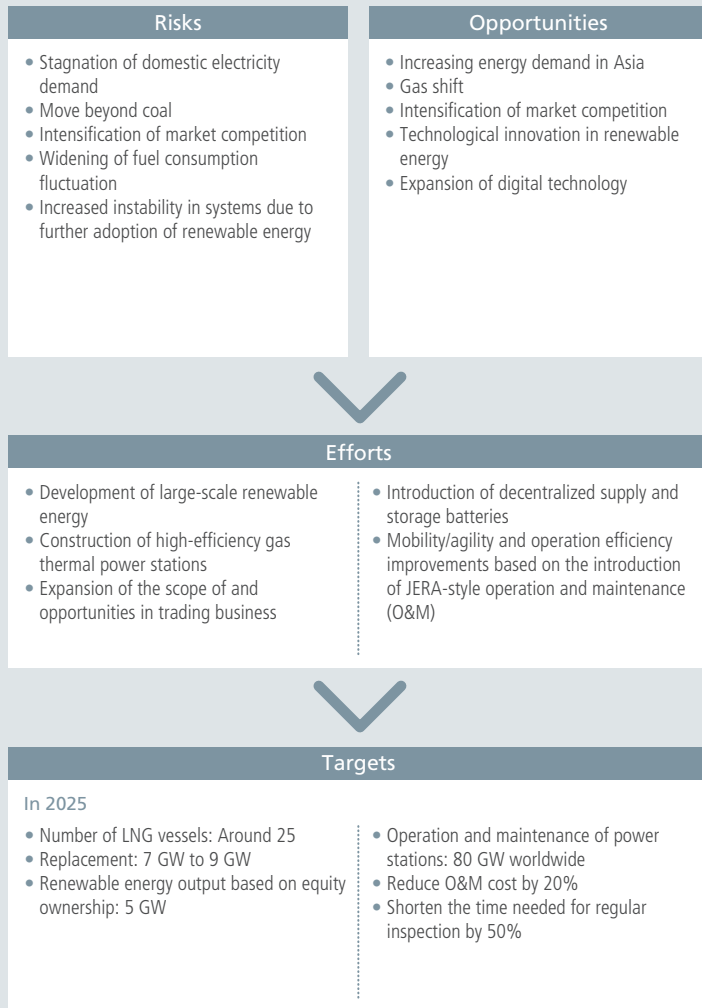 Risks
• Stagnation of domestic electricity
demand
• Move beyond coal
• Intensification of market competition
• Widening of fuel consumption
fluctuation
• Increased instability in systems due to
further adoption of renewable energy
Opportunities
• Increasing energy demand in Asia
• Gas shift
• Intensification of market competition
• Technological innovation in renewable
energy
• Expansion of digital technology
Efforts
• Development of large-scale renewable
energy
• Construction of high-efficiency gas
thermal power stations
• Expansion of the scope of and
opportunities in trading business
• Introduction of decentralized supply and
storage batteries
• Mobility/agility and operation efficiency
improvements based on the introduction
of JERA-style operation and maintenance
(O&M)
Targets
In 2025
• Number of LNG vessels: Around 25
• Replacement: 7 GW to 9 GW
• Renewable energy output based on equity
ownership: 5 GW
• Operation and maintenance of power
stations: 80 GW worldwide
• Reduce O&M cost by 20%
• Shorten the time needed for regular
inspection by 50%